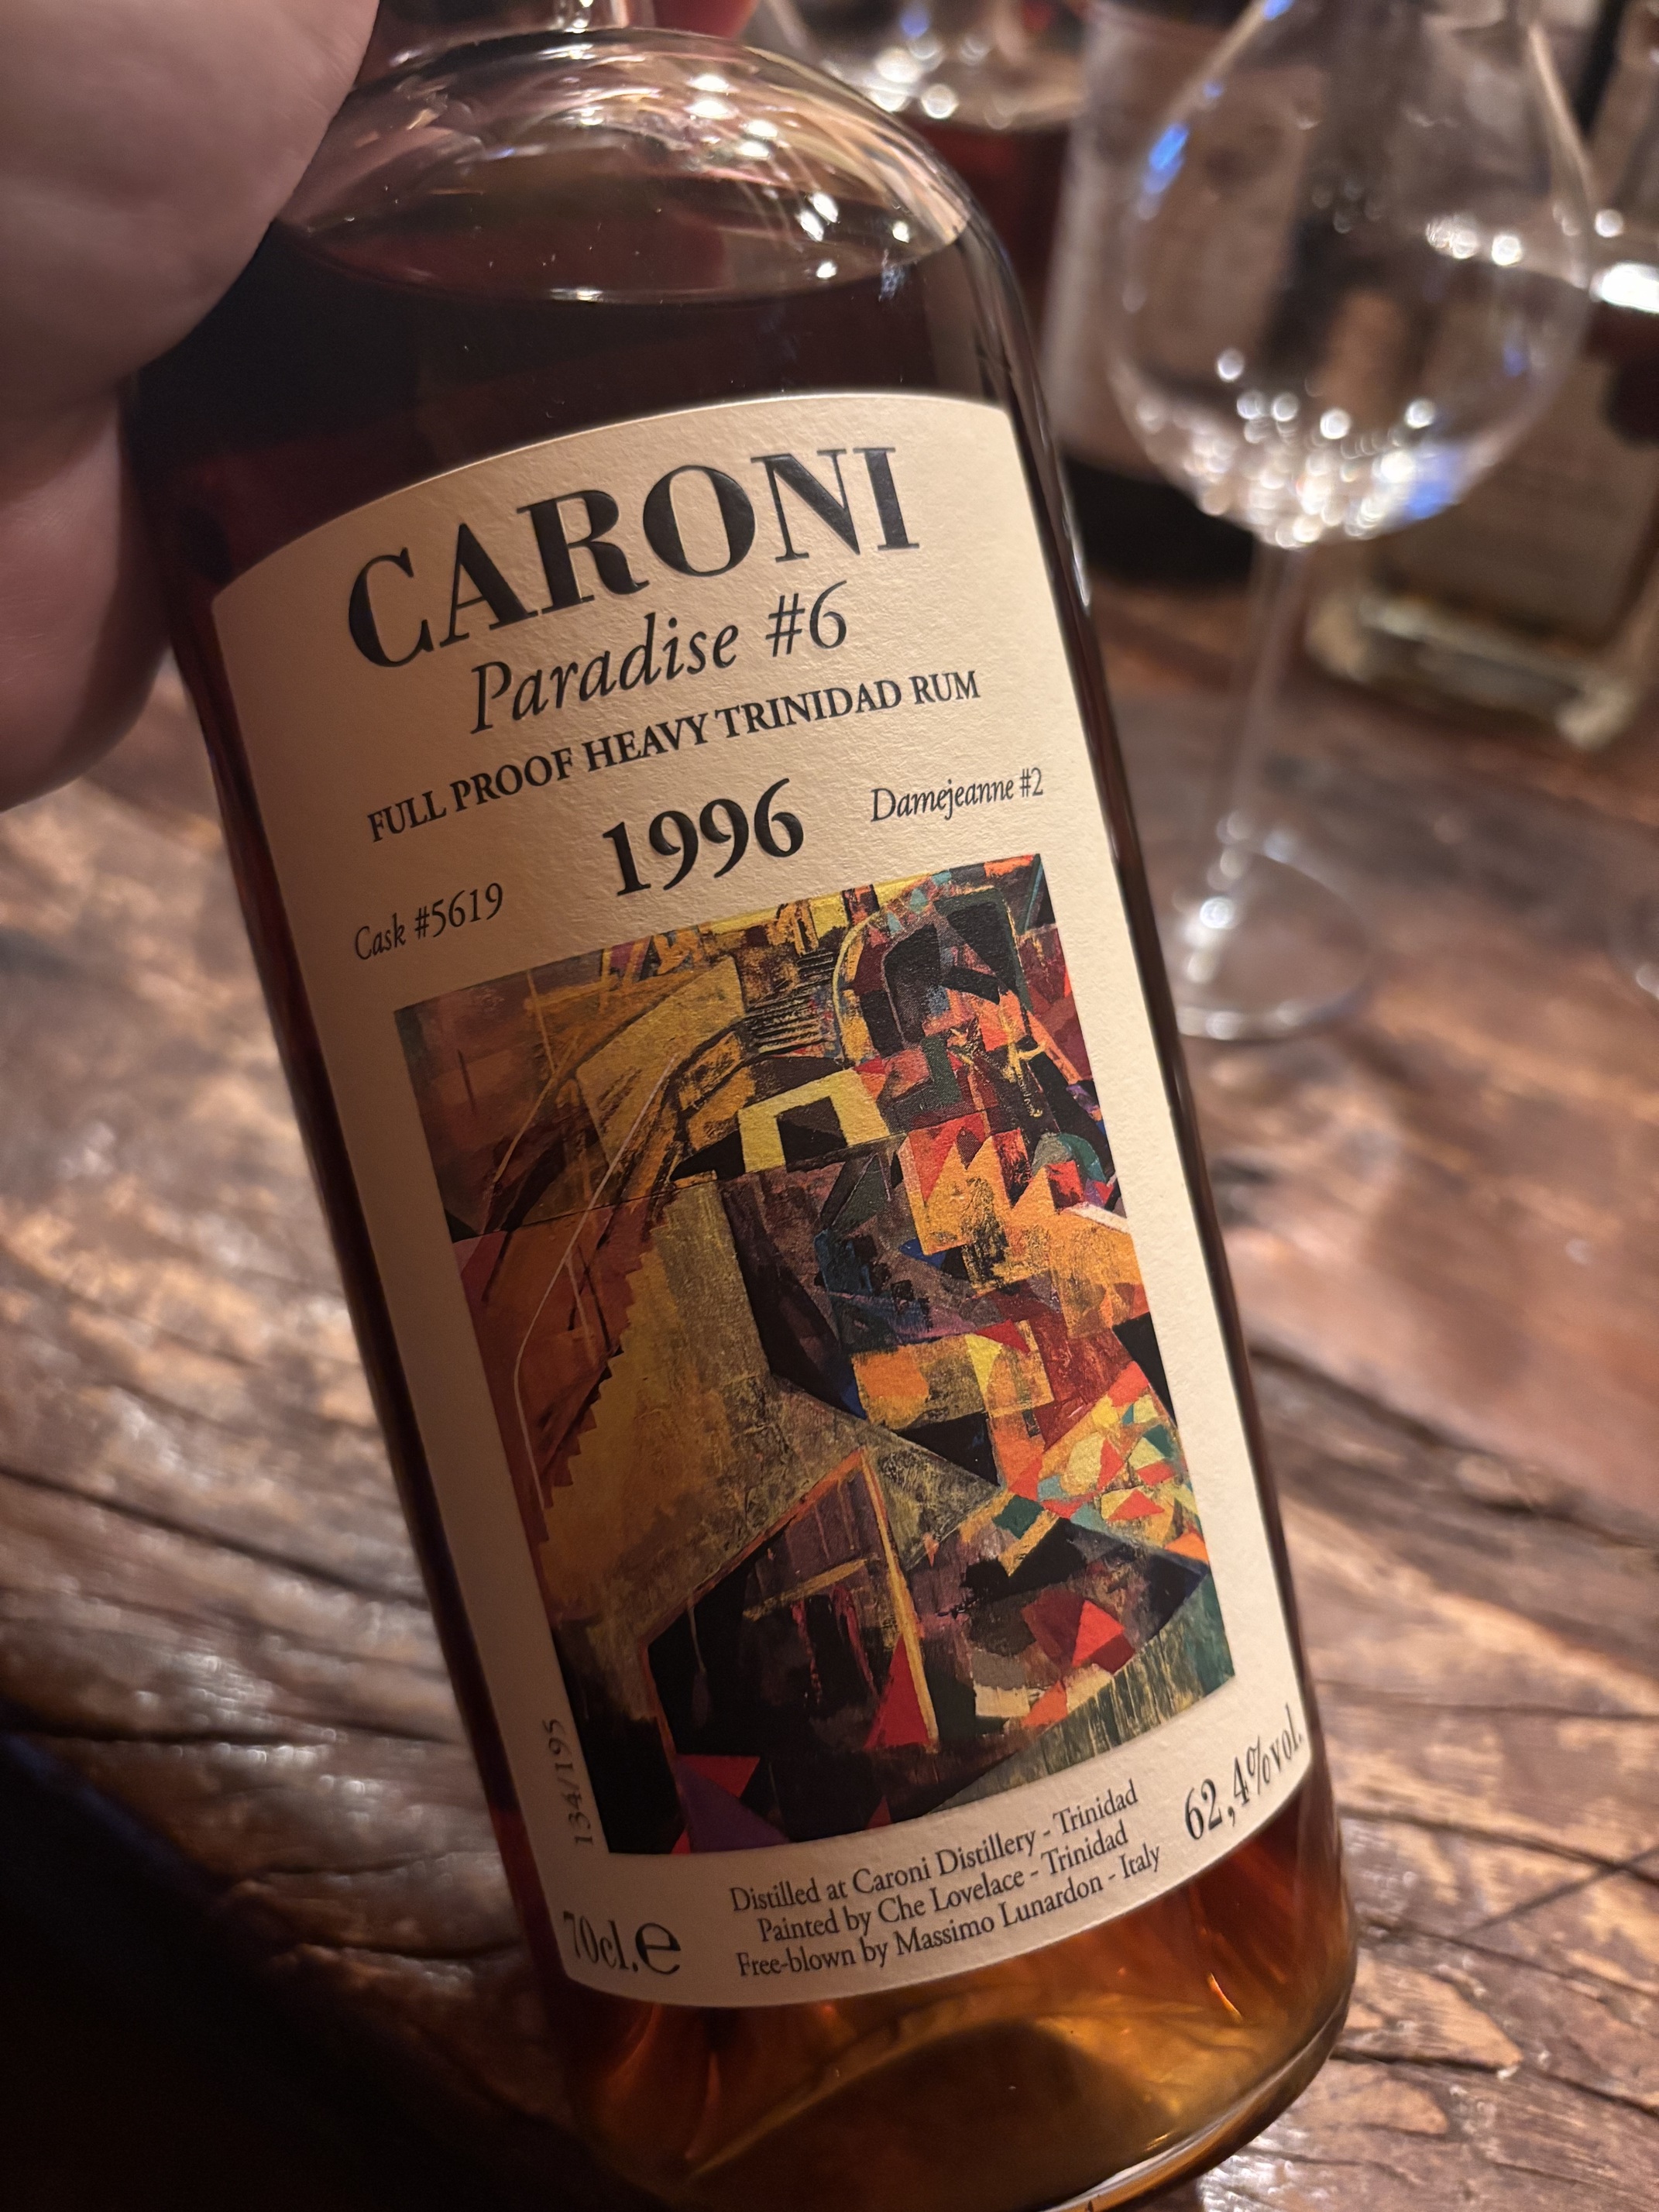 CARONI
Paradise #6
FULL PROOF HEAVY TRINIDAD RUM
1996
Damejeanne #2
Cask #5619
134/195
70cl.e
Distilled at Caroni Distillery - Trinidad
Painted by Che Lovelace - Trinidad
Free-blown by Massimo Lunardon - Italy
62,4%vol.